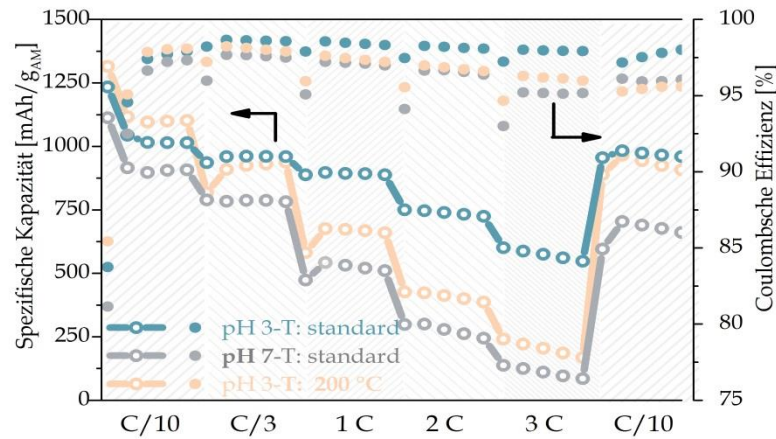 Spezifische Kapazität [mAh/gAM]
1500
1250
1000
750
500
250
0
pH 3-T: standard
pH 7-T: standard
pH 3-T: 200 °C
C/10
C/3
1 C
2 C
3 C
C/10
100
95
90
85
80
75
Coulombsche Effizienz [%]